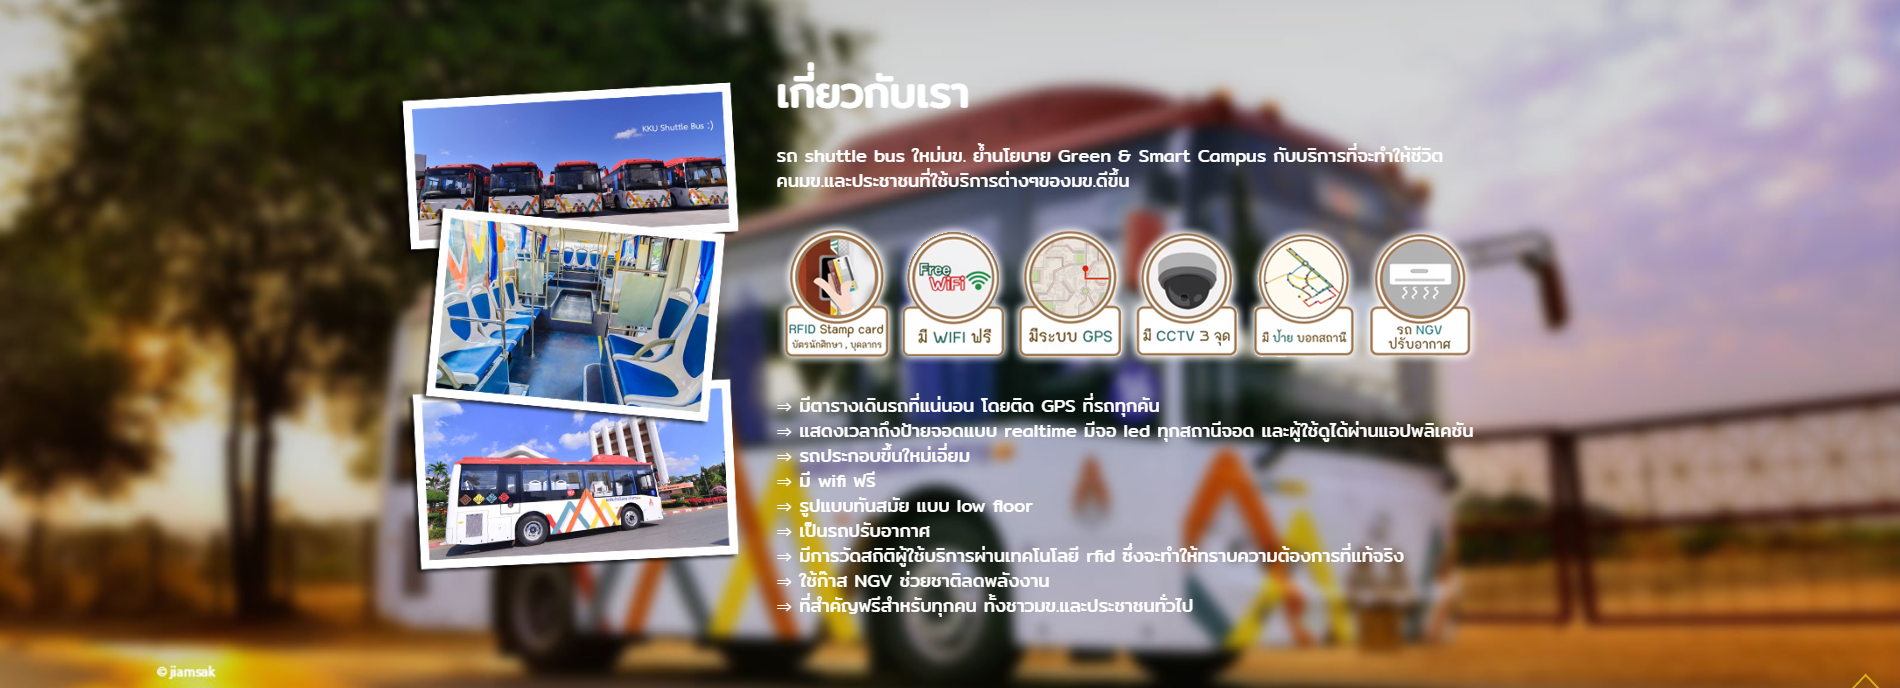 เกี่ยวกับเรา
KKU Shuttle Bus :)
รถ shuttle bus ใหม่มข. ย้ำนโยบาย Green & Smart Campus กับบริการที่จะทำให้ชีวิต
คนมข.และประชาชนที่ใช้บริการต่างๆของมข.ดีขึ้น
Free
WiFi
RFID Stamp card
บัตรนักศึกษา , บุคลากร
มี WIFI ฟรี
มีระบบ GPS
มี CCTV 3 จุด
มี ป้าย บอกสถานี
รถ NGV
ปรับอากาศ
⇒ มีตารางเดินรถที่แน่นอน โดยติด GPS ที่รถทุกคัน
⇒ แสดงเวลาถึงป้ายจอดแบบ realtime มีจอ led ทุกสถานีจอด และผู้ใช้ดูได้ผ่านแอปพลิเคชัน
⇒ รถประกอบขึ้นใหม่เอี่ยม
⇒ มี wifi ฟรี
⇒ รูปแบบทันสมัย แบบ low floor
⇒ เป็นรถปรับอากาศ
⇒ มีการวัดสถิติผู้ใช้บริการผ่านเทคโนโลยี rfid ซึ่งจะทำให้ทราบความต้องการที่แท้จริง
⇒ ใช้ก๊าส NGV ช่วยชาติลดพลังงาน
⇒ ที่สำคัญฟรีสำหรับทุกคน ทั้งชาวมข.และประชาชนทั่วไป
© jiamsak